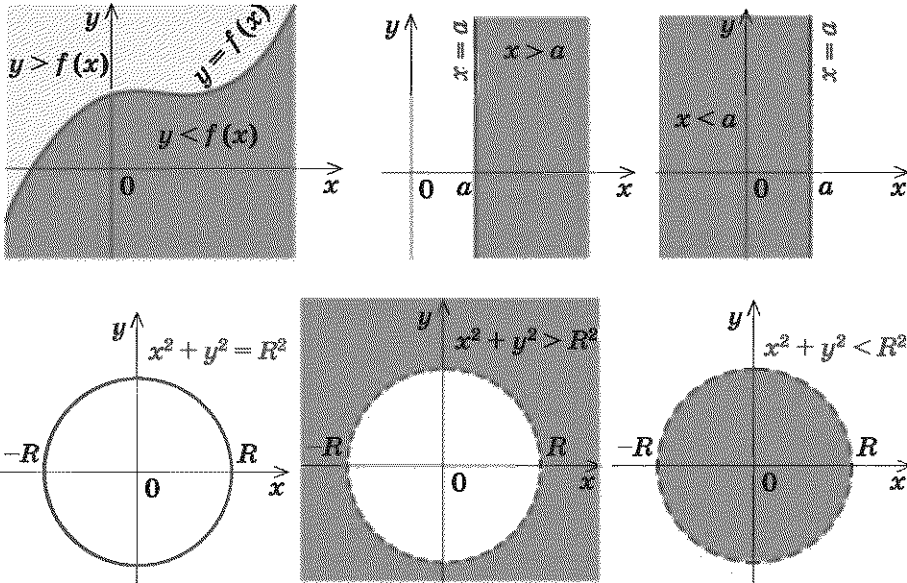 y
y > f (x)
y = f(x)
y < f(x)
0
x
y
x = a
x > a
0
a
x
y
x = a
x < a
0
a
x
y
x² + y² = R²
–R
R
0
x
y
x² + y² > R²
–R
R
0
x
y
x² + y² < R²
–R
R
0
x